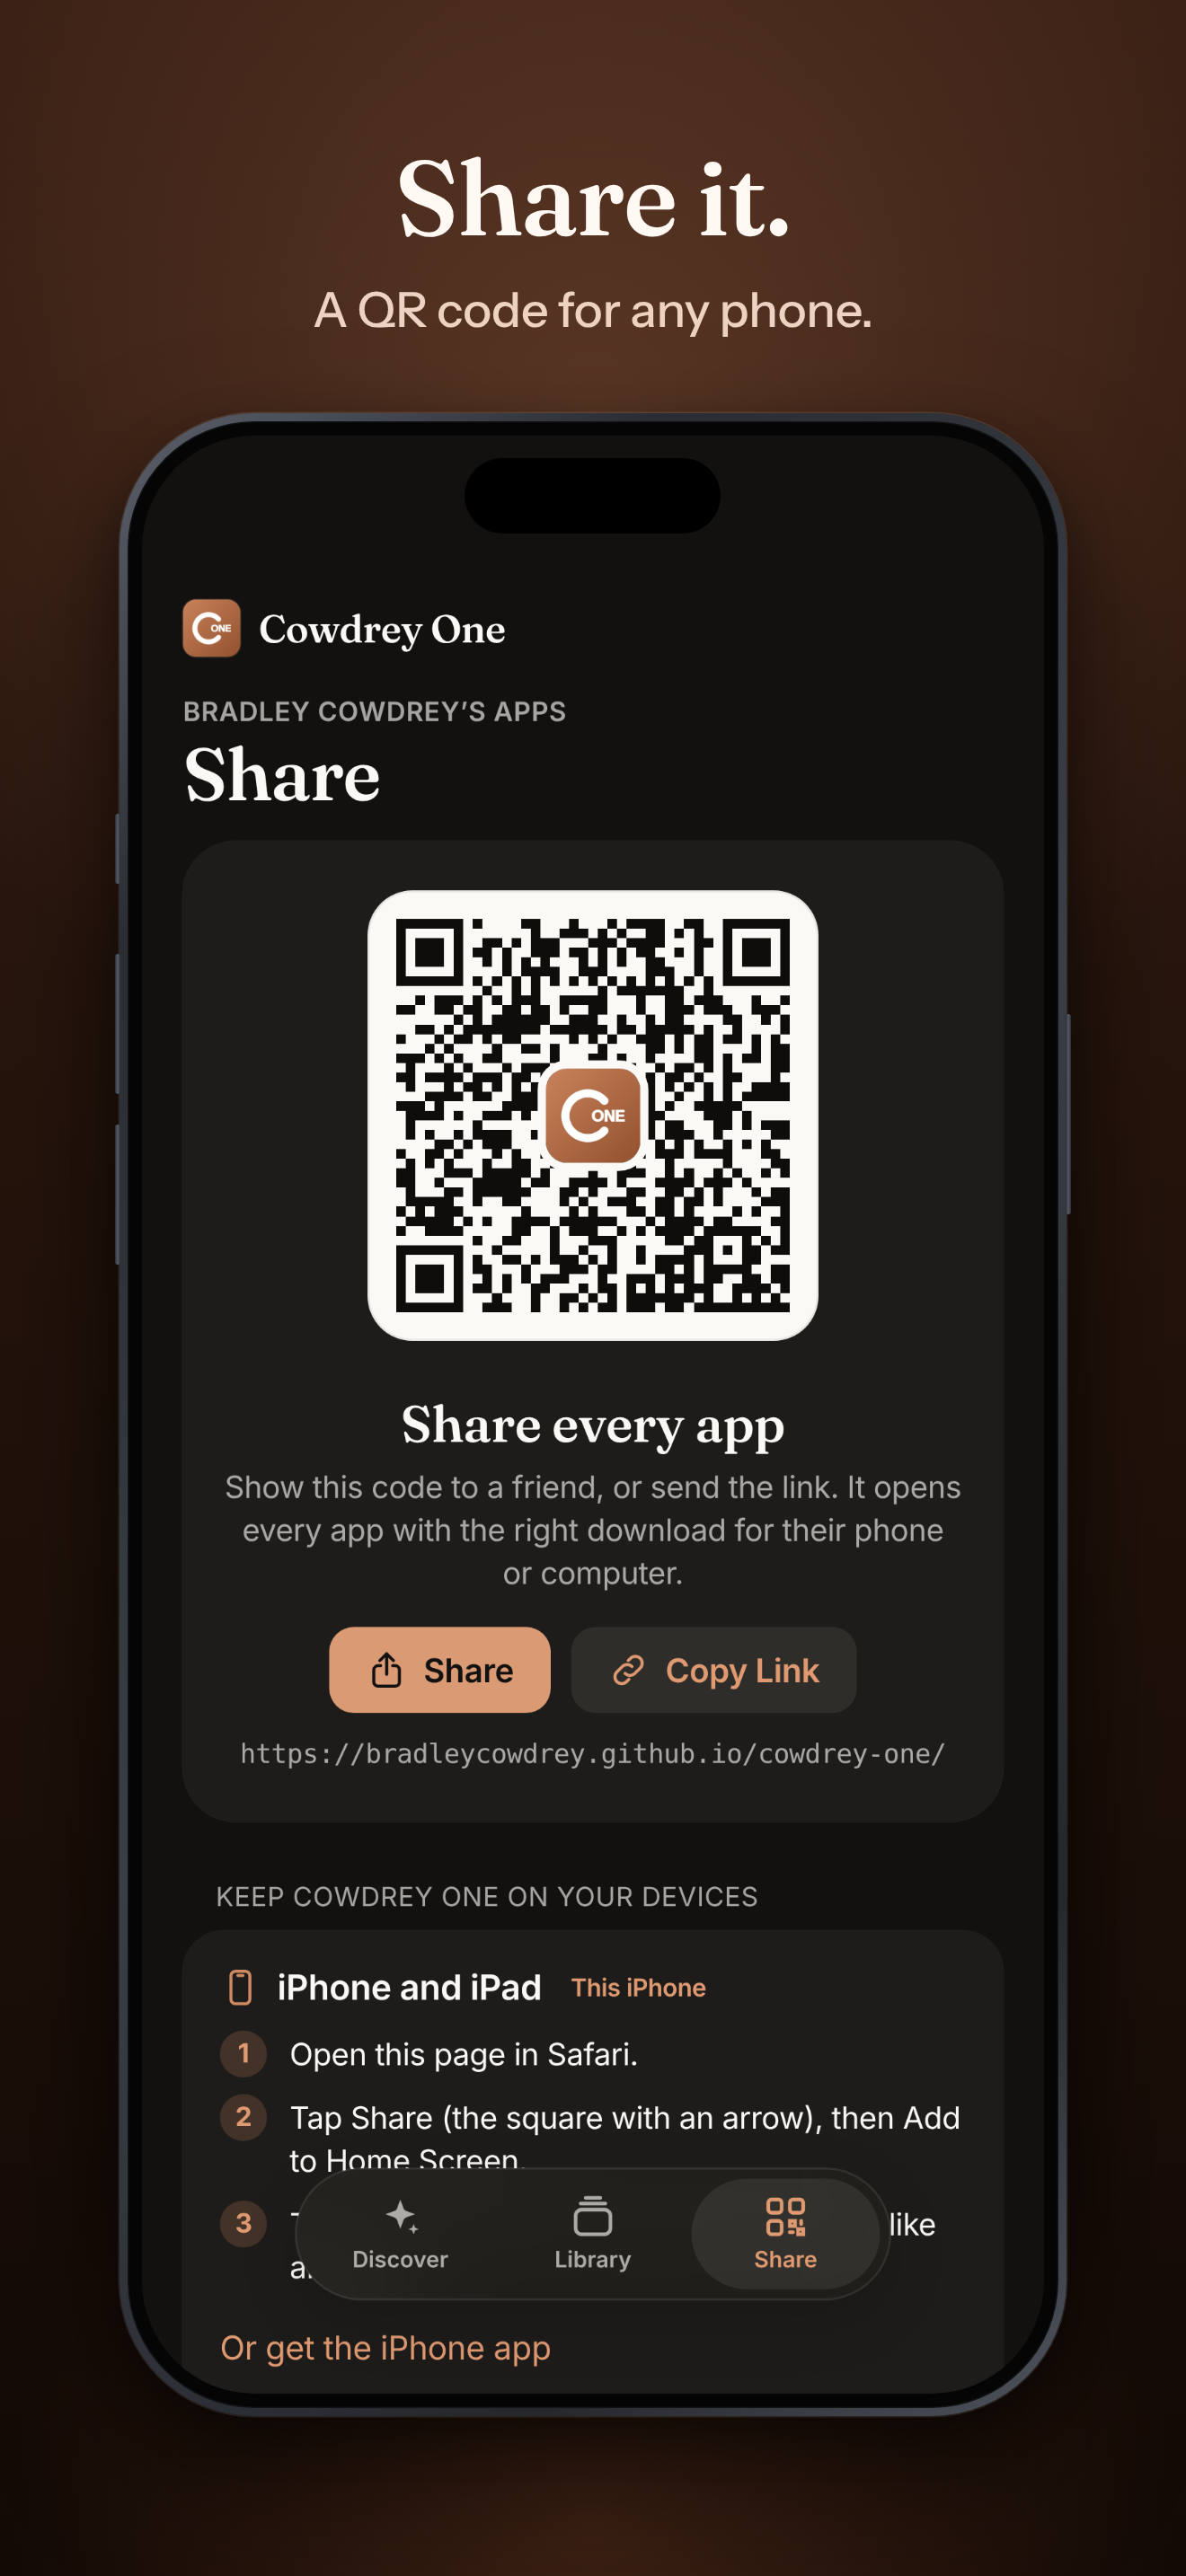 Share it.
A QR code for any phone.
C ONE
Cowdrey One
BRADLEY COWDREY'S APPS
Share
C ONE
Share every app
Show this code to a friend, or send the link. It opens
every app with the right download for their phone
or computer.
Share
Copy Link
https://bradleycowdrey.github.io/cowdrey-one/
KEEP COWDREY ONE ON YOUR DEVICES
iPhone and iPad
This iPhone
1 Open this page in Safari.
2 Tap Share (the square with an arrow), then Add
to Home Screen.
3 like
Discover
Library
Share
Or get the iPhone app